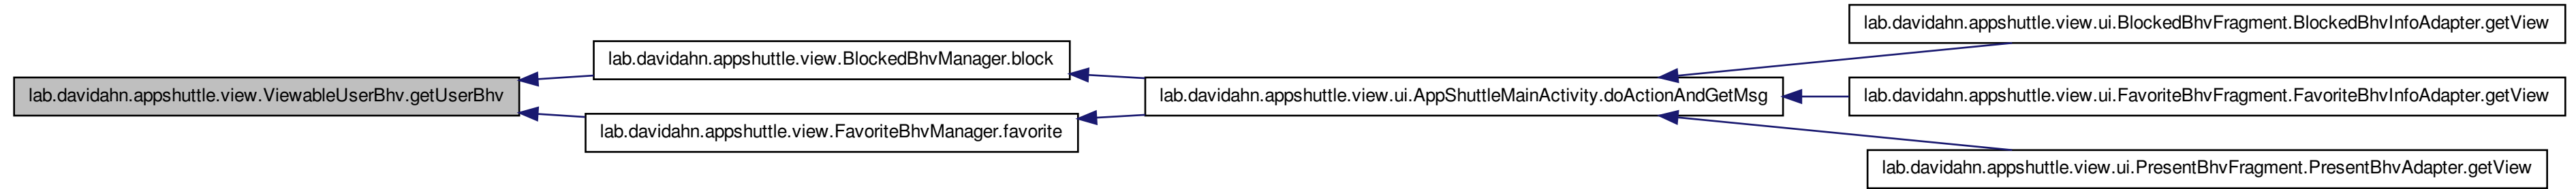 lab.davidahn.appshuttle.view.ui.BlockedBhvFragment.BlockedBhvInfoAdapter.getView
lab.davidahn.appshuttle.view.BlockedBhvManager.block
lab.davidahn.appshuttle.view.ViewableUserBhv.getUserBhv
lab.davidahn.appshuttle.view.ui.AppShuttleMainActivity.doActionAndGetMsg
lab.davidahn.appshuttle.view.ui.FavoriteBhvFragment.FavoriteBhvInfoAdapter.getView
lab.davidahn.appshuttle.view.FavoriteBhvManager.favorite
lab.davidahn.appshuttle.view.ui.PresentBhvFragment.PresentBhvAdapter.getView